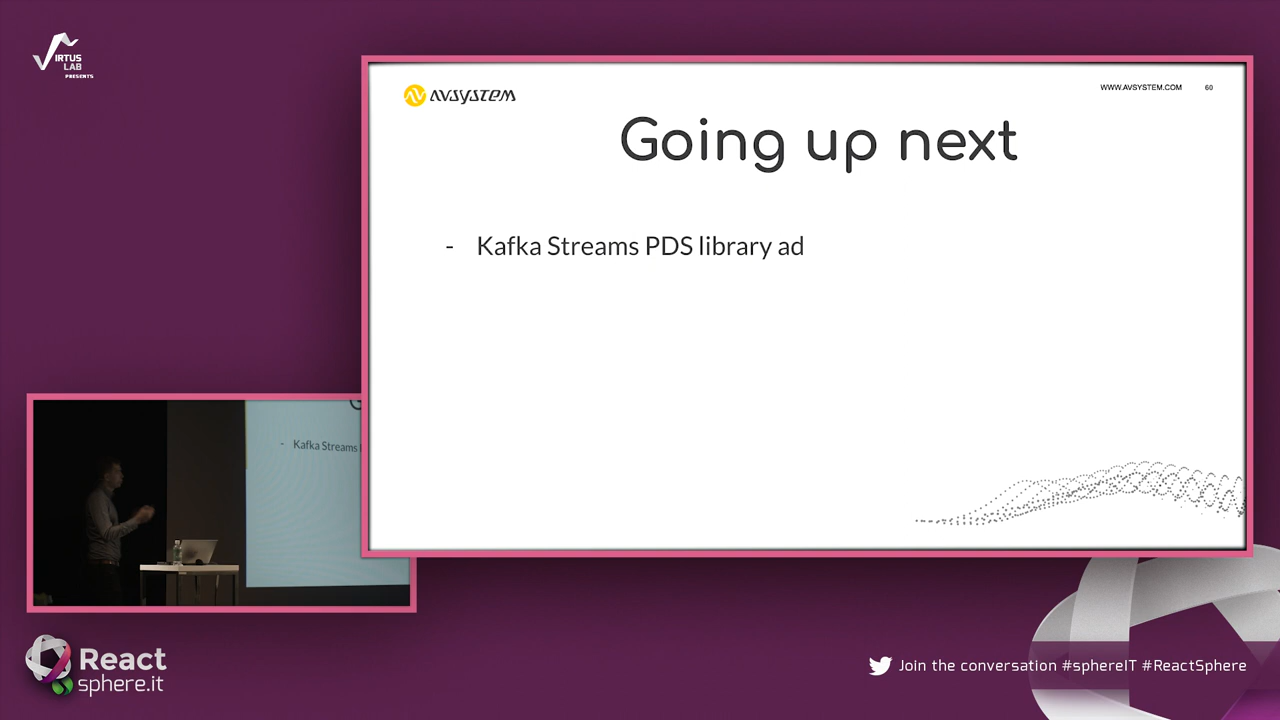 VIRTUS
LAB
PRESENTS
AVSYSTEM
WWW.AVSYSTEM.COM
60
Going up next
- Kafka Streams PDS library ad
- Kafka Streams
React
sphere.it
Join the conversation #sphereIT #ReactSphere